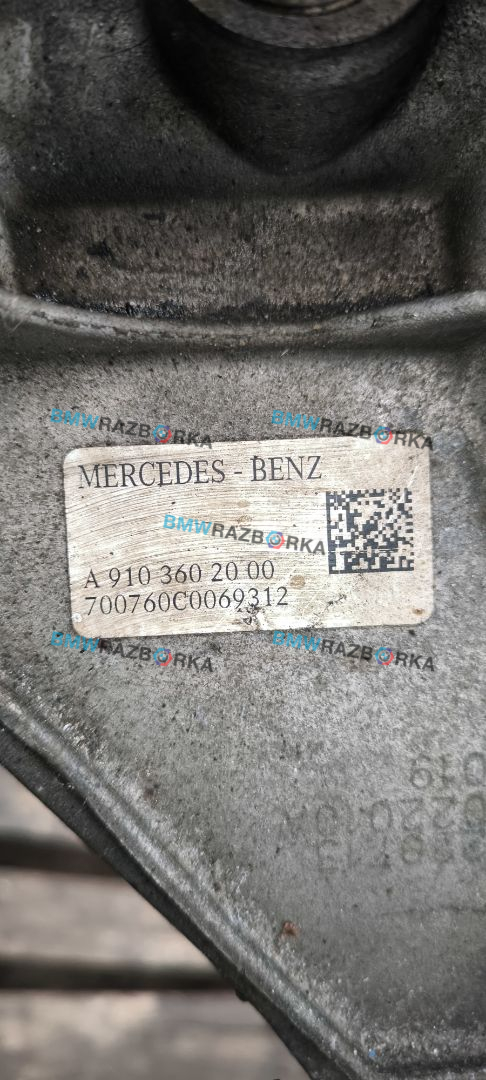 BMWRAZBORKA BMWRAZBORKA
MERCEDES - BENZ
BMWRAZBORKA
A 910 360 20 00
700760C0069312
BMWRAZBORKA BMWRAZBORKA